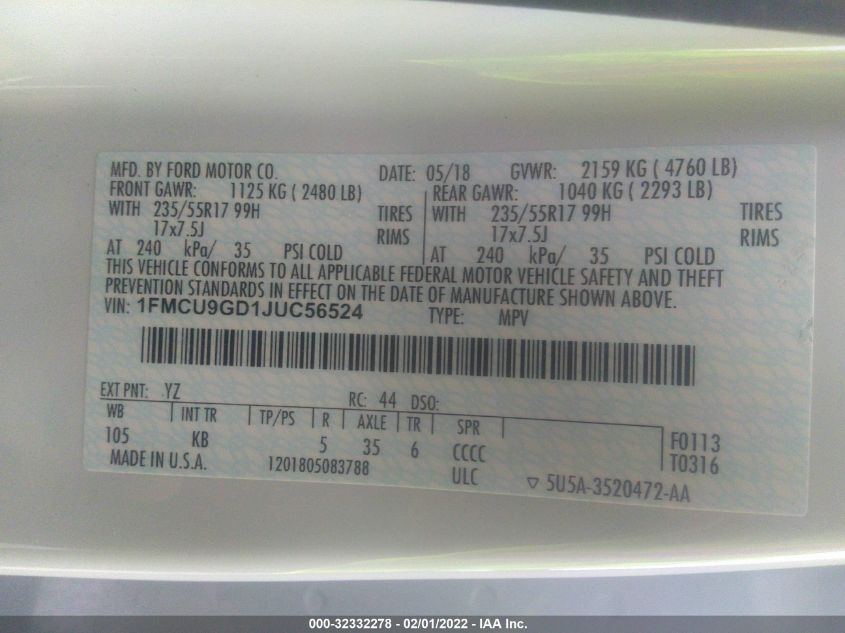 MFD. BY FORD MOTOR CO. DATE: 05/18 GVWR: 2159 KG ( 4760 LB)
FRONT GAWR: 1125 KG ( 2480 LB) REAR GAWR: 1040 KG ( 2293 LB)
WITH 235/55R17 99H TIRES WITH 235/55R17 99H TIRES
17x7.5J RIMS 17x7.5J RIMS
AT 240 kPa/ 35 PSI COLD AT 240 kPa/ 35 PSI COLD
THIS VEHICLE CONFORMS TO ALL APPLICABLE FEDERAL MOTOR VEHICLE SAFETY AND THEFT
PREVENTION STANDARDS IN EFFECT ON THE DATE OF MANUFACTURE SHOWN ABOVE.
VIN: 1FMCU9GD1JUC56524 TYPE: MPV
EXT PNT: YZ RC: 44 DSO:
WB INT TR TP/PS R AXLE TR SPR
105 KB 5 35 6 CCCC F0113
MADE IN U.S.A. 1201805083788 ULC T0316
▽ 5U5A-3520472-AA
000-32332278 - 02/01/2022 - IAA Inc.